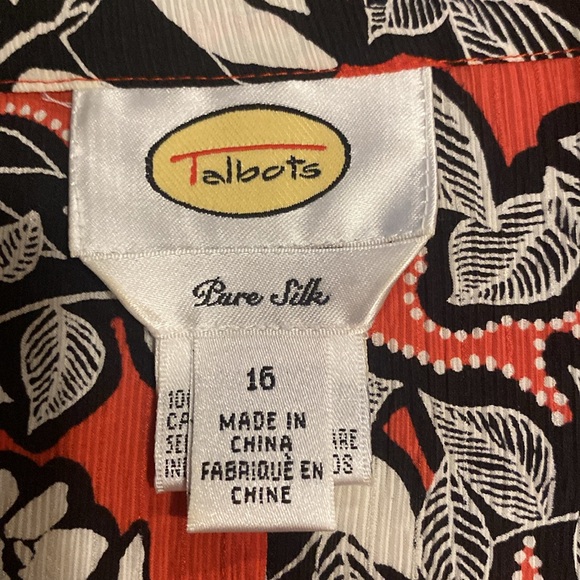 Talbots
Pure Silk
16
MADE IN
CHINA
FABRIQUÉ EN
CHINE